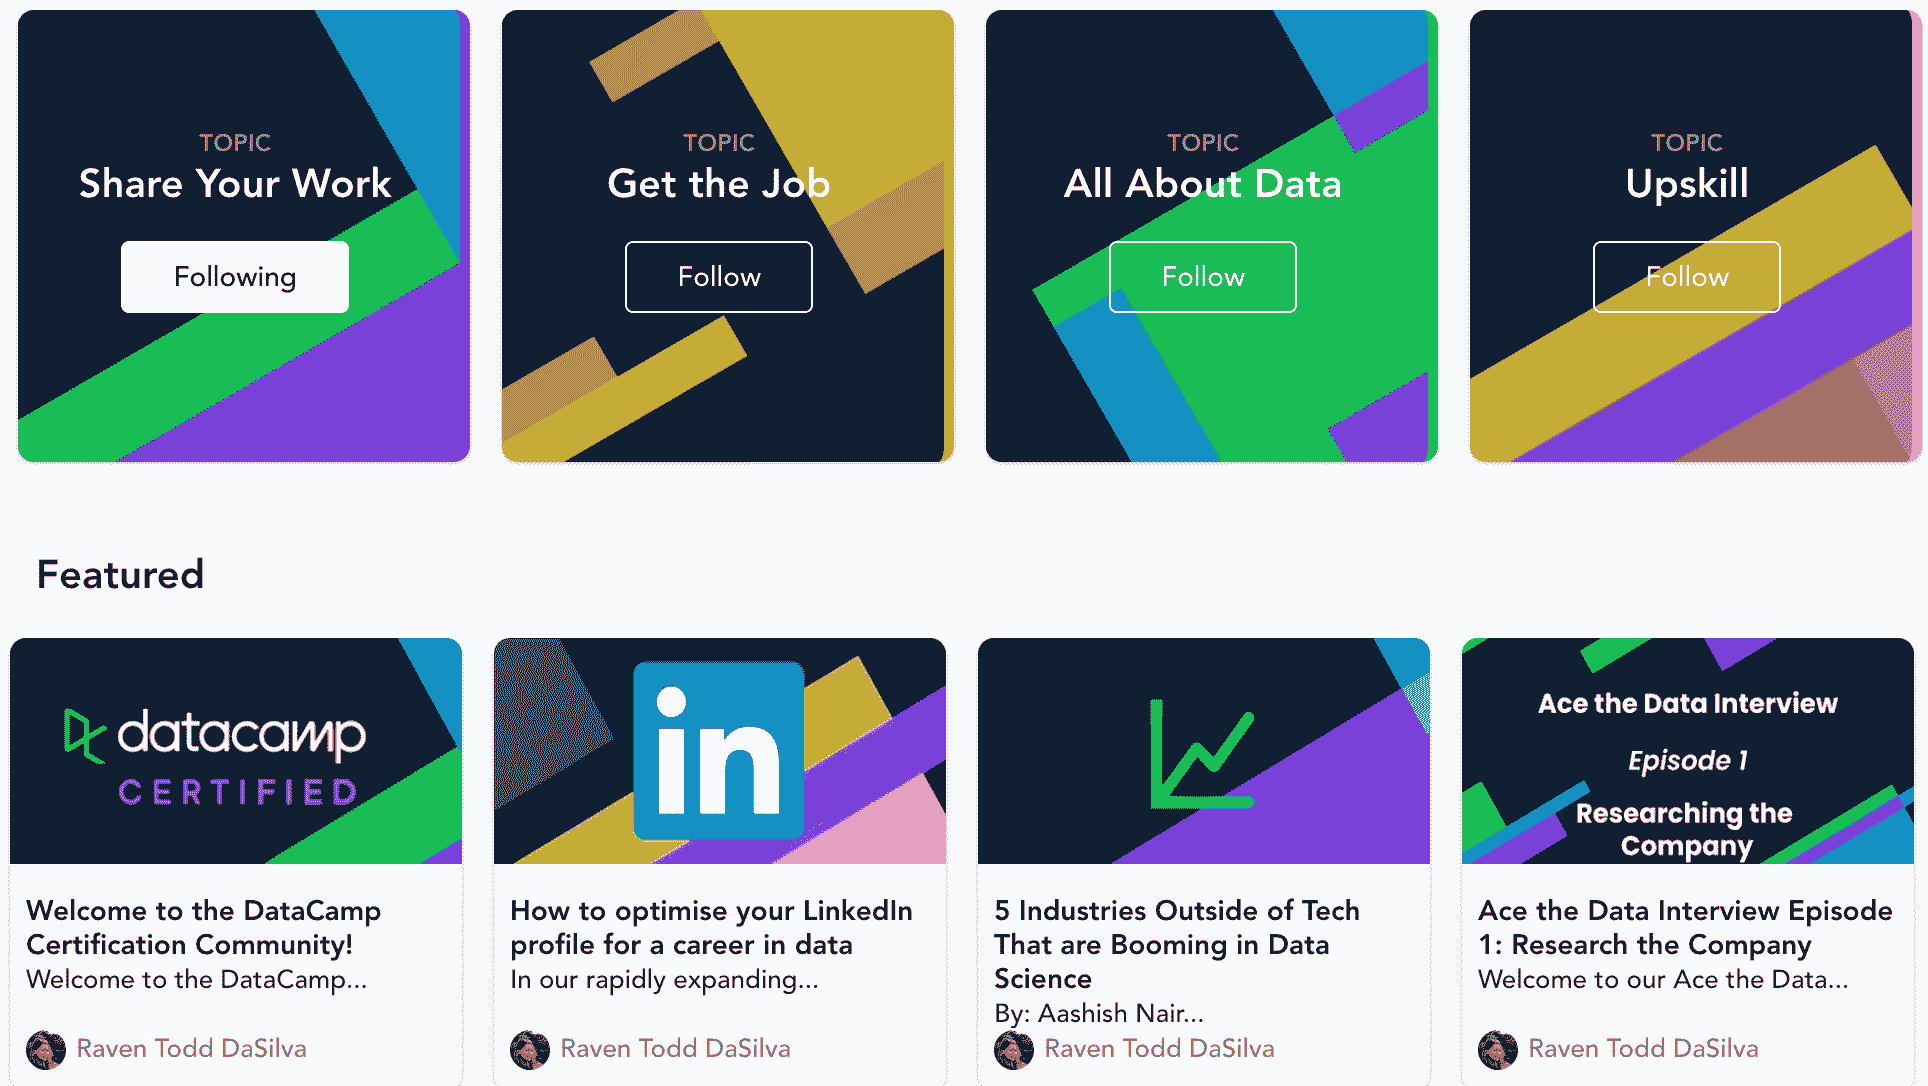 TOPIC
Share Your Work
Following
TOPIC
Get the Job
Follow
TOPIC
All About Data
Follow
TOPIC
Upskill
Follow
Featured
datacamp
CERTIFIED
Welcome to the DataCamp
Certification Community!
Welcome to the DataCamp...
Raven Todd DaSilva
in
How to optimise your LinkedIn
profile for a career in data
In our rapidly expanding...
Raven Todd DaSilva
5 Industries Outside of Tech
That are Booming in Data
Science
By: Aashish Nair...
Raven Todd DaSilva
Ace the Data Interview
Episode 1
Researching the
Company
Ace the Data Interview Episode
1: Research the Company
Welcome to our Ace the Data...
Raven Todd DaSilva